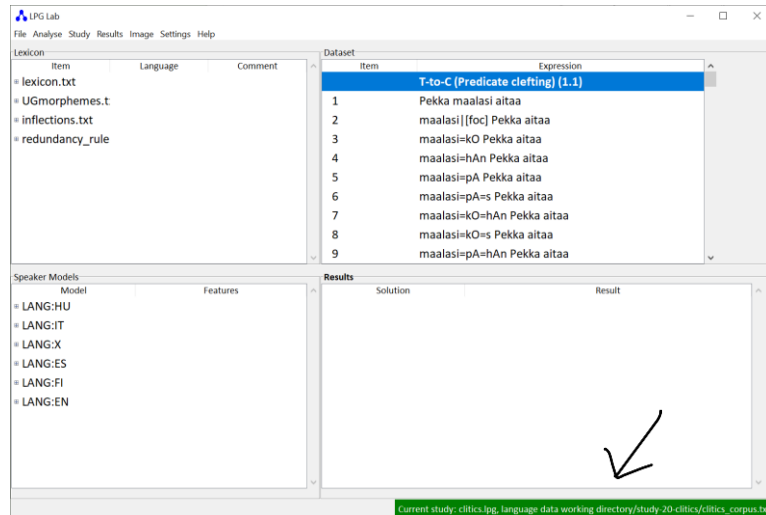 LPG Lab
File Analyse Study Results Image Settings Help
Lexicon
Item Language Comment
lexicon.txt
UGmorphemes.t
inflections.txt
redundancy_rule
Dataset
Item Expression
T-to-C (Predicate clefting) (1.1)
1 Pekka maalasi aitaa
2 maalasi|[foc] Pekka aitaa
3 maalasi=kO Pekka aitaa
4 maalasi=hAn Pekka aitaa
5 maalasi=pA Pekka aitaa
6 maalasi=pA=s Pekka aitaa
7 maalasi=kO=hAn Pekka aitaa
8 maalasi=kO=s Pekka aitaa
9 maalasi=pA=hAn Pekka aitaa
Speaker Models
Model Features
LANG:HU
LANG:IT
LANG:X
LANG:ES
LANG:FI
LANG:EN
Results
Solution Result
Current study: clitics.lpg, language data working directory/study-20-clitics/clitics_corpus.tx